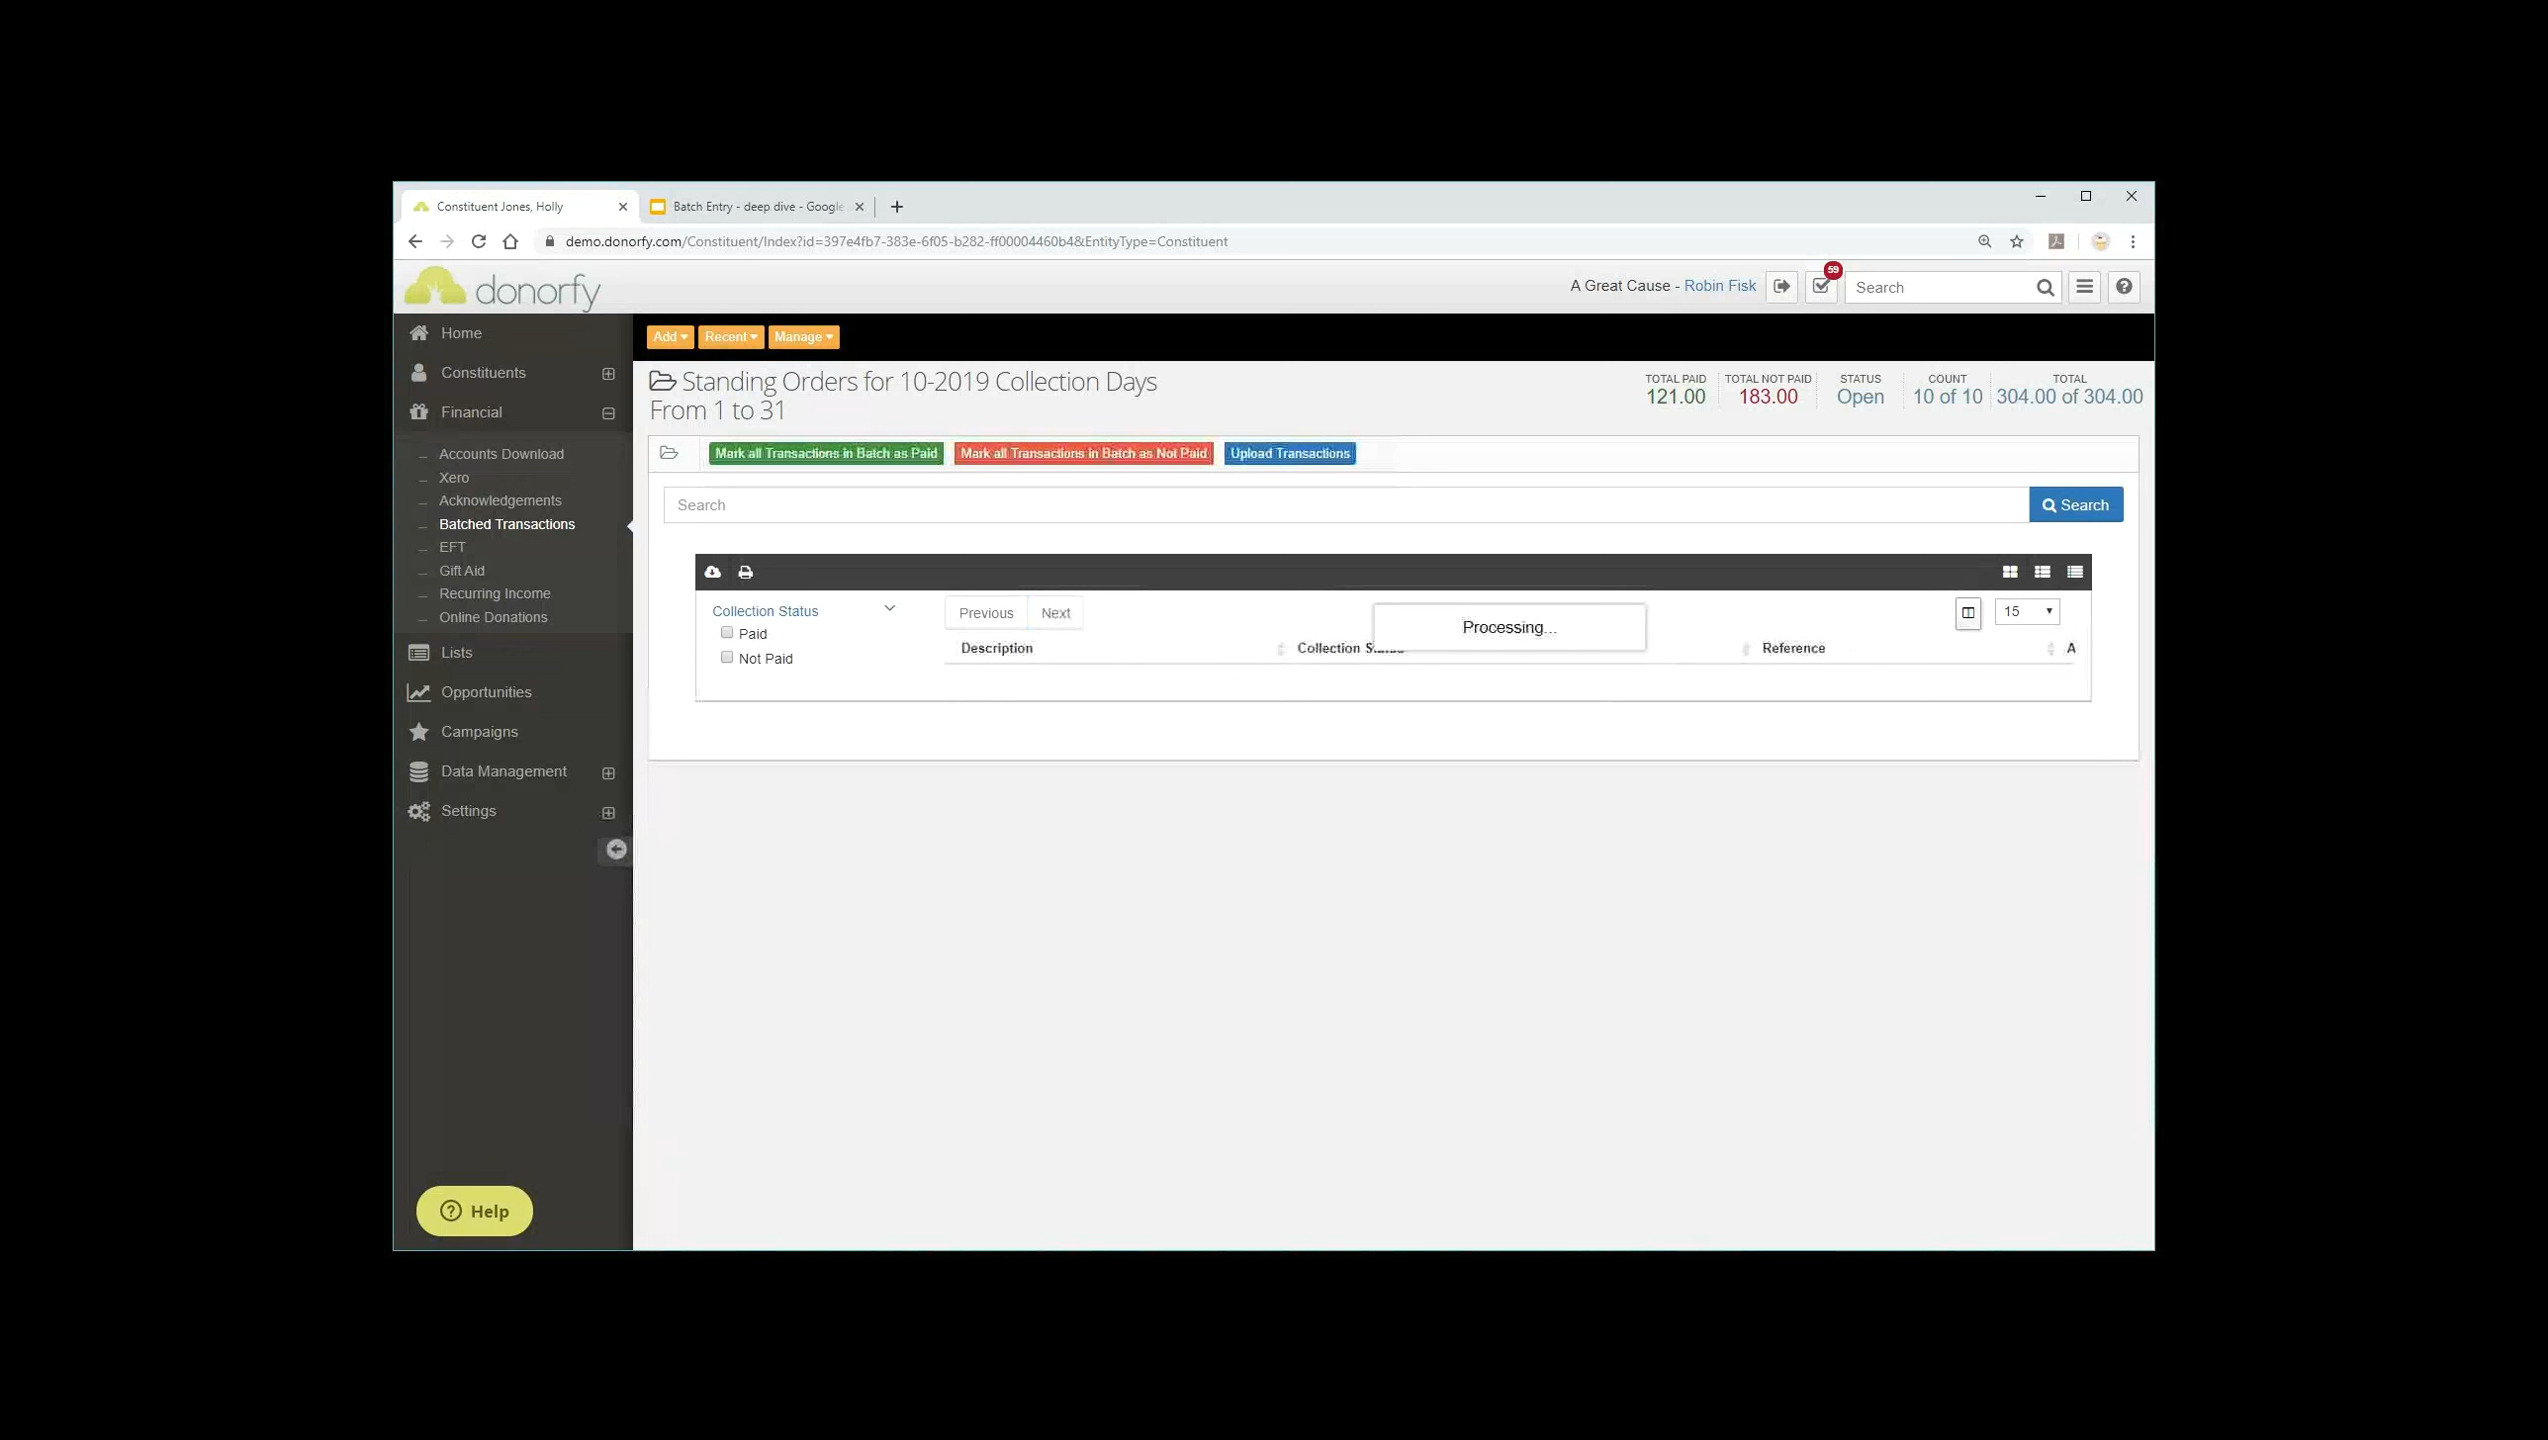 Constituent Jones, Holly
Batch Entry - deep dive - Google
demo.donorfy.com/Constituent/Index?id=397e4fb7-383e-6f05-b282-ff00004460b4&EntityType=Constituent
donorfy
A Great Cause - Robin Fisk
59
Search
Home
Constituents
Financial
Accounts Download
Xero
Acknowledgements
Batched Transactions
EFT
Gift Aid
Recurring Income
Online Donations
Lists
Opportunities
Campaigns
Data Management
Settings
Help
Add
Recent
Manage
Standing Orders for 10-2019 Collection Days
From 1 to 31
TOTAL PAID
121.00
TOTAL NOT PAID
183.00
STATUS
Open
COUNT
10 of 10
TOTAL
304.00 of 304.00
Mark all Transactions in Batch as Paid
Mark all Transactions in Batch as Not Paid
Upload Transactions
Search
Search
Collection Status
Paid
Not Paid
Previous
Next
Processing...
15
Description
Collection
Reference
A